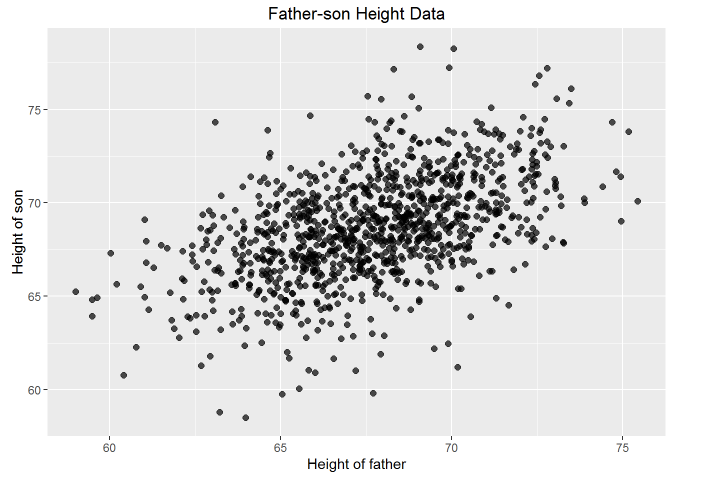 Father-son Height Data
Height of son
75
70
65
60
60 65 70 75
Height of father